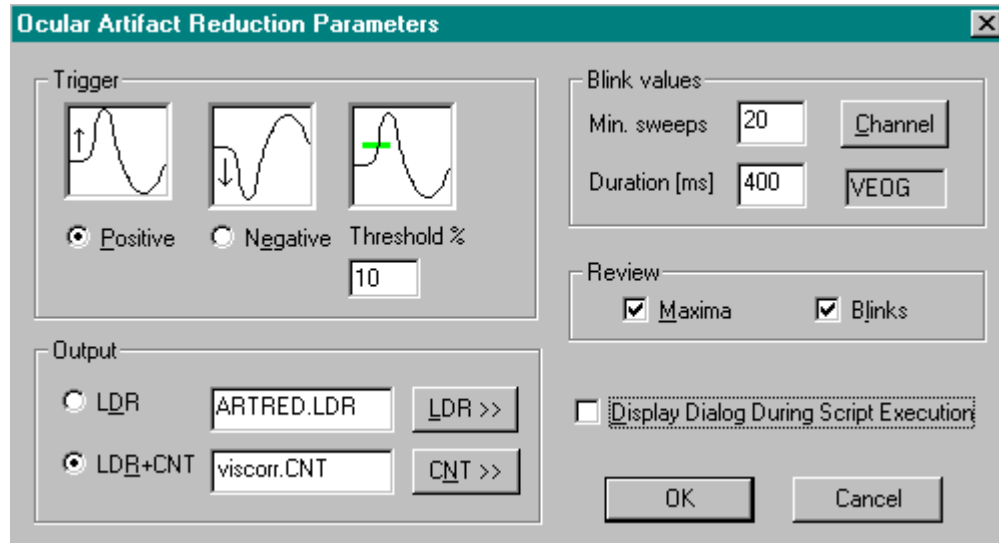 Ocular Artifact Reduction Parameters
Trigger
Positive
Negative
Threshold %
10
Blink values
Min. sweeps
20
Channel
Duration [ms]
400
VEOG
Review
Maxima
Blinks
Output
LDR
ARTRED.LDR
LDR >>
LDR+CNT
viscorr.CNT
CNT >>
Display Dialog During Script Execution
OK
Cancel